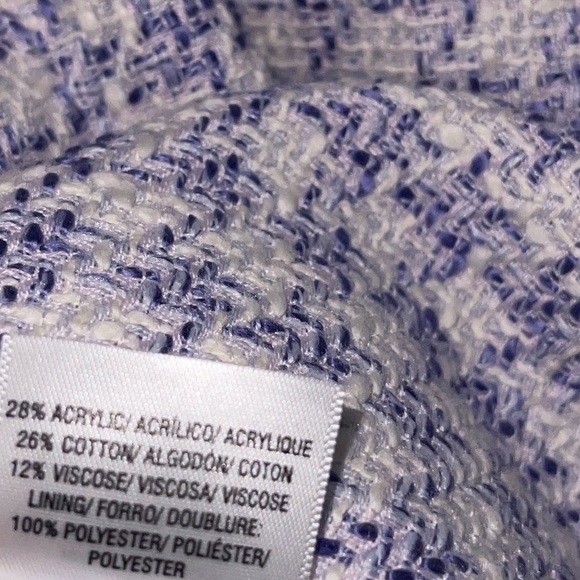 28% ACRYLIC/ ACRÍLICO/ ACRYLIQUE
26% COTTON/ ALGODÓN/ COTON
12% VISCOSE/ VISCOSA/ VISCOSE
LINING/ FORRO/ DOUBLURE:
100% POLYESTER/ POLIÉSTER/
POLYESTER